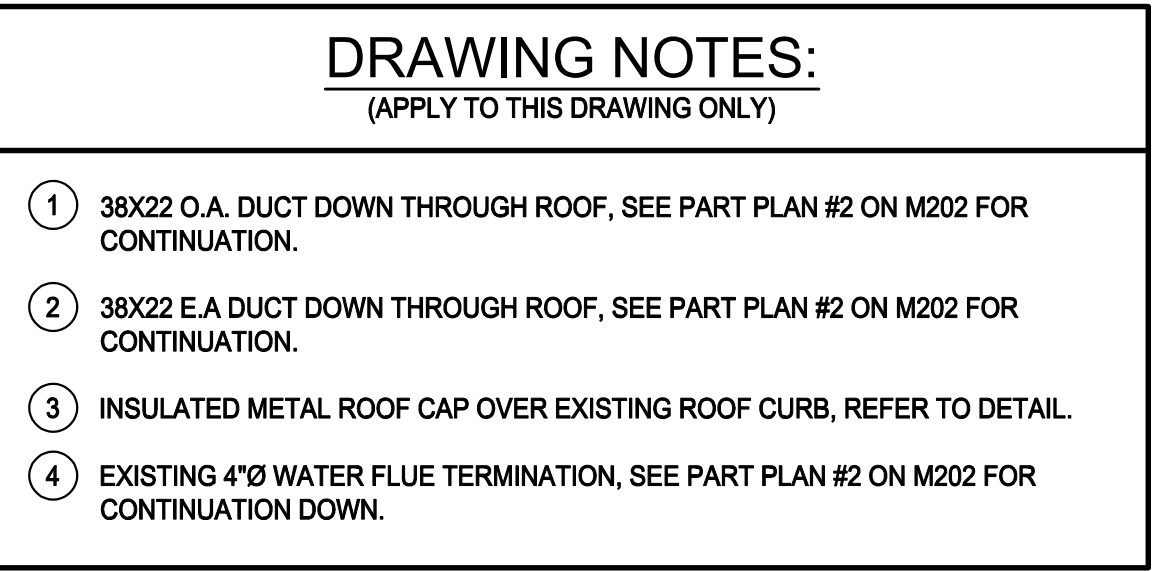 DRAWING NOTES:
(APPLY TO THIS DRAWING ONLY)
1 38X22 O.A. DUCT DOWN THROUGH ROOF, SEE PART PLAN #2 ON M202 FOR
CONTINUATION.
2 38X22 E.A DUCT DOWN THROUGH ROOF, SEE PART PLAN #2 ON M202 FOR
CONTINUATION.
3 INSULATED METAL ROOF CAP OVER EXISTING ROOF CURB, REFER TO DETAIL.
4 EXISTING 4"Ø WATER FLUE TERMINATION, SEE PART PLAN #2 ON M202 FOR
CONTINUATION DOWN.